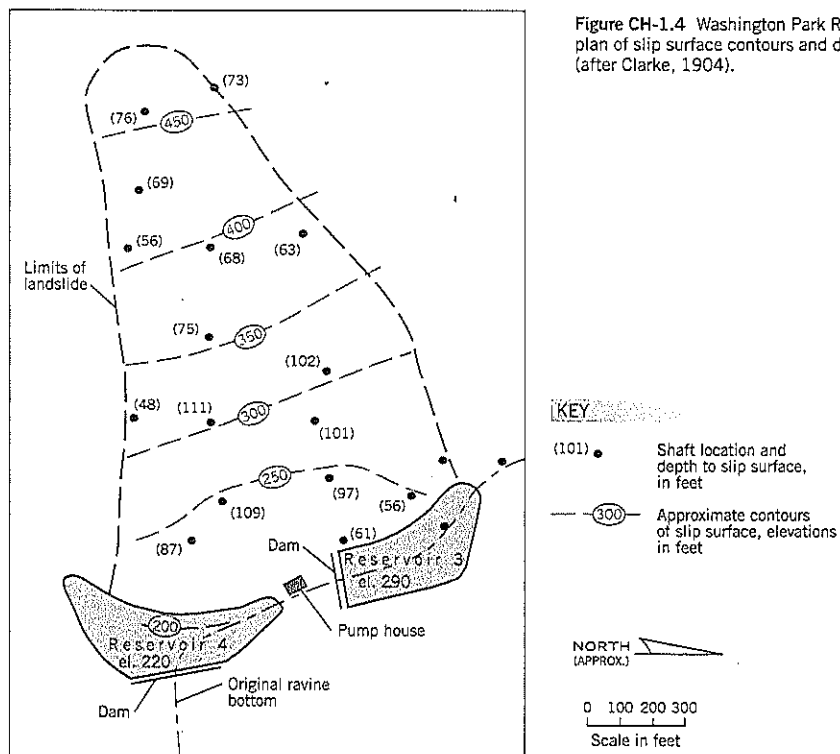 Figure CH-1.4 Washington Park R
plan of slip surface contours and d
(after Clarke, 1904).
(73)
(76)
450
(69)
400
(56)
(68)
(63)
Limits of
landslide
(75)
350
(102)
(48)
(111)
300
(101)
250
(97)
(109)
(56)
(87)
(61)
Dam
Reservoir 3
el. 290
Pump house
200
Reservoir 4
el. 220
Original ravine
bottom
Dam
KEY
(101)
Shaft location and
depth to slip surface,
in feet
300
Approximate contours
of slip surface, elevations
in feet
NORTH
(APPROX.)
0 100 200 300
Scale in feet